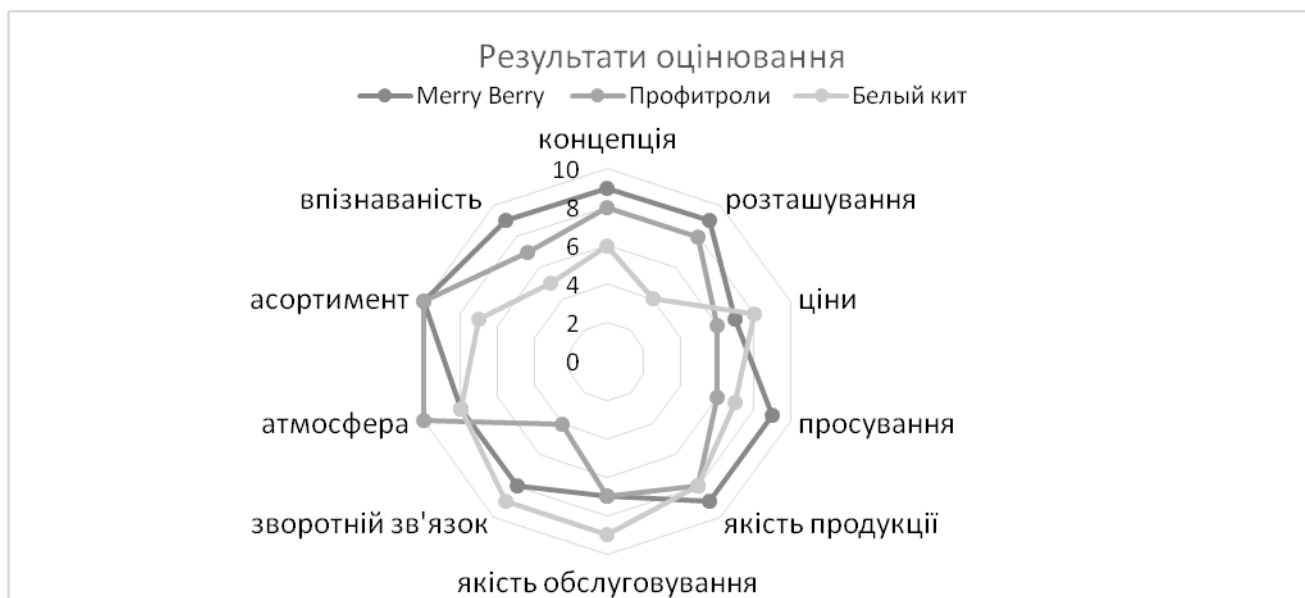 Результати оцінювання
Merry Berry Профитроли Белый кит
концепція
розташування
ціни
просування
якість продукції
якість обслуговування
зворотній зв'язок
атмосфера
асортимент
впізнаваність
10
8
6
4
2
0